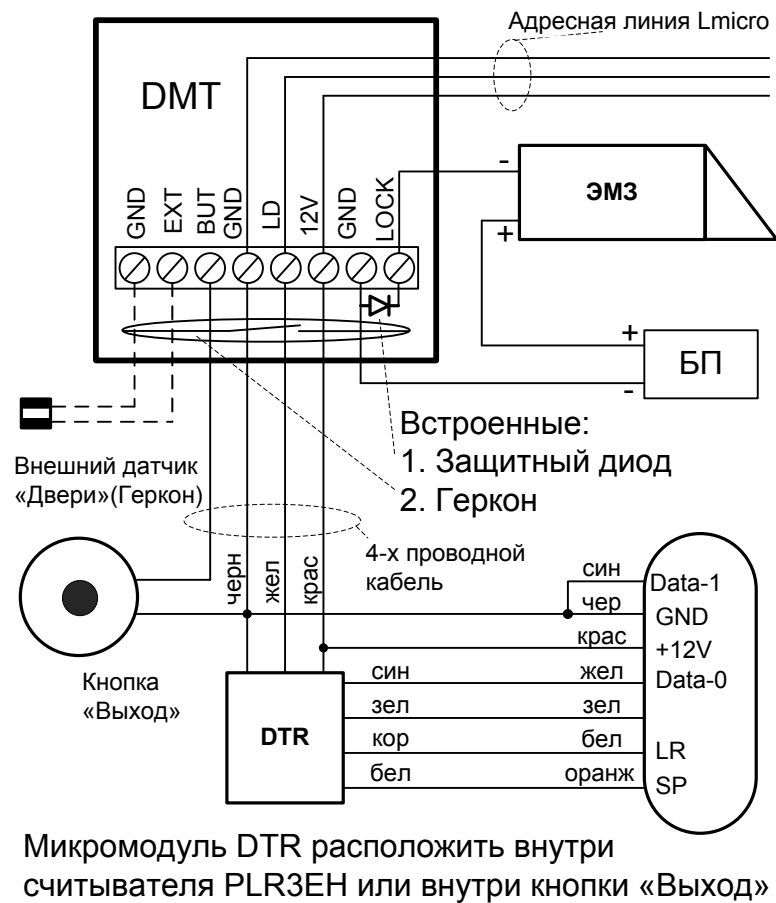 Адресная линия Lmicro
DMT
GND
EXT
BUT
GND
LD
12V
GND
LOCK
-
ЭМЗ
+
+
БП
-
Встроенные:
1. Защитный диод
2. Геркон
Внешний датчик
«Двери»(Геркон)
4-х проводной
кабель
черн
жел
крас
Кнопка
«Выход»
DTR
син
Data-1
чер
GND
крас
+12V
син
жел
Data-0
зел
зел
кор
бел
LR
бел
оранж
SP
Микромодуль DTR расположить внутри
считывателя PLR3EH или внутри кнопки «Выход»